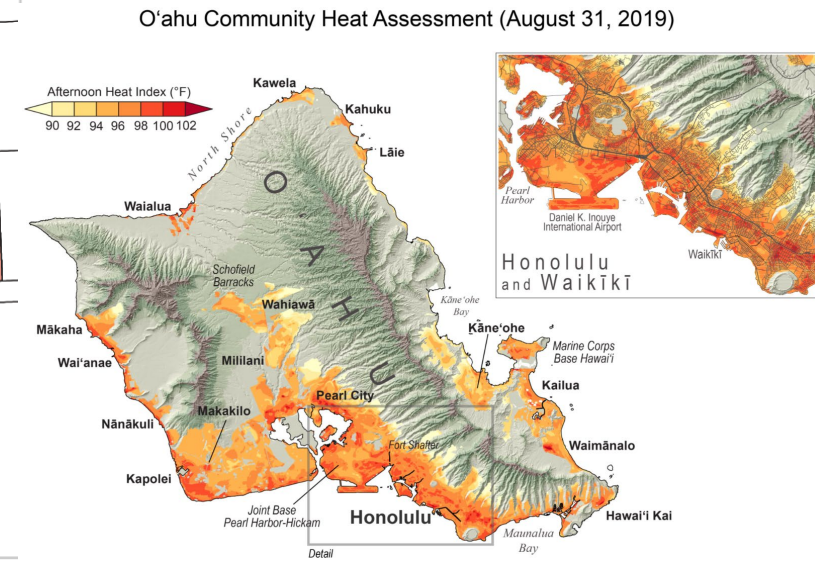 Oʻahu Community Heat Assessment (August 31, 2019)
Afternoon Heat Index (°F)
90 92 94 96 98 100 102
Kawela
Kahuku
Lāie
North Shore
Waialua
OʻAHU
Schofield
Barracks
Wahiawā
Mākaha
Waiʻanae
Mililani
Nānākuli
Makakilo
Pearl City
Kapolei
Fort Shafter
Joint Base
Pearl Harbor-Hickam
Honolulu
Detail
Kāneʻohe
Bay
Kāneʻohe
Marine Corps
Base Hawaiʻi
Kailua
Waimānalo
Hawaiʻi Kai
Maunalua
Bay
Pearl
Harbor
Daniel K. Inouye
International Airport
Waikīkī
Honolulu
and Waikīkī